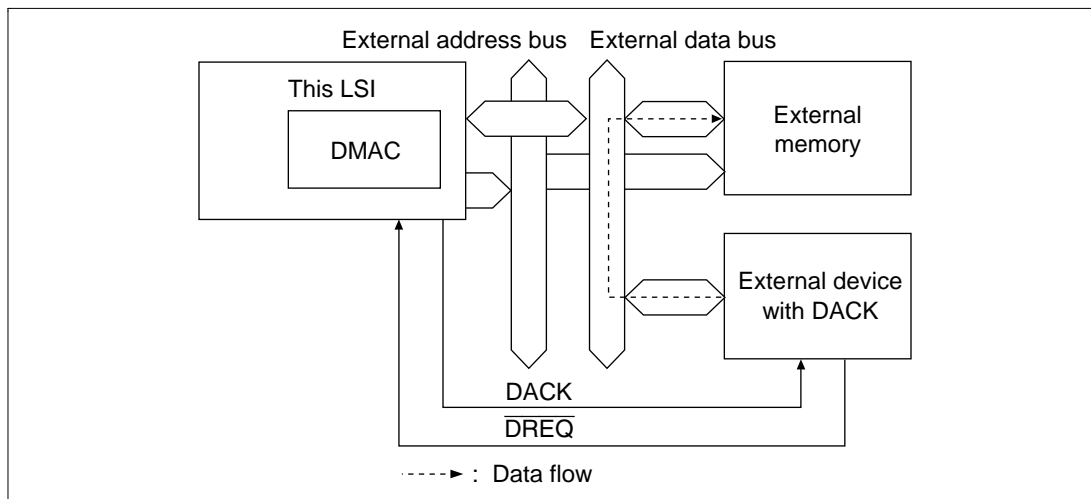 External address bus
External data bus
This LSI
DMAC
External
memory
External device
with DACK
DACK
DREQ
: Data flow